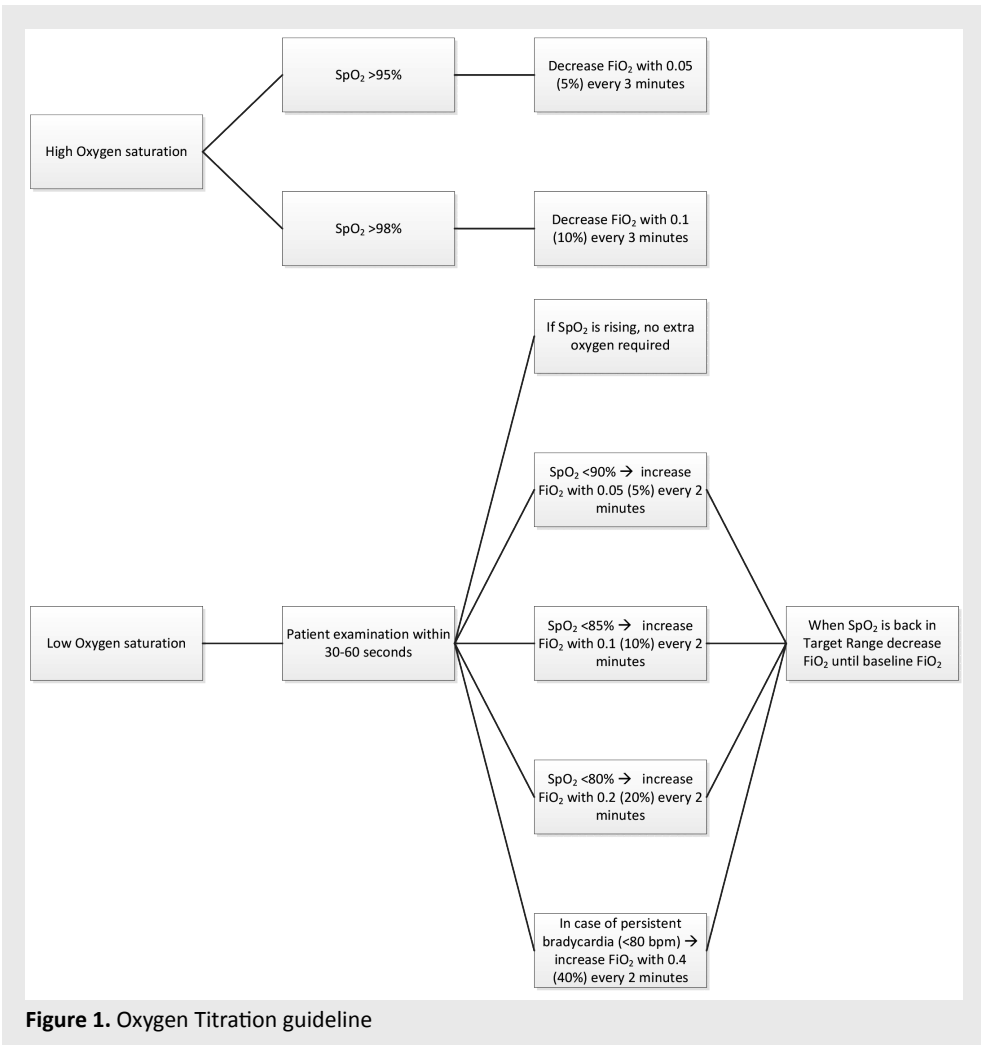 SpO₂ >95%
Decrease FiO₂ with 0.05
(5%) every 3 minutes
High Oxygen saturation
SpO₂ >98%
Decrease FiO₂ with 0.1
(10%) every 3 minutes
If SpO₂ is rising, no extra
oxygen required
SpO₂ <90% → increase
FiO₂ with 0.05 (5%) every 2
minutes
Low Oxygen saturation
Patient examination within
30-60 seconds
SpO₂ <85% → increase
FiO₂ with 0.1 (10%) every 2
minutes
When SpO₂ is back in
Target Range decrease
FiO₂ until baseline FiO₂
SpO₂ <80% → increase
FiO₂ with 0.2 (20%) every 2
minutes
In case of persistent
bradycardia (<80 bpm) →
increase FiO₂ with 0.4
(40%) every 2 minutes
Figure 1. Oxygen Titration guideline